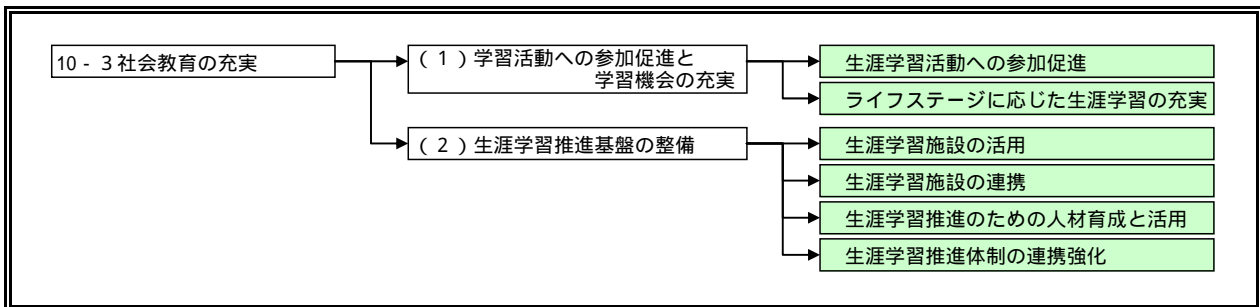 10‐3社会教育の充実
（1）学習活動への参加促進と
学習機会の充実
生涯学習活動への参加促進
ライフステージに応じた生涯学習の充実
（2）生涯学習推進基盤の整備
生涯学習施設の活用
生涯学習施設の連携
生涯学習推進のための人材育成と活用
生涯学習推進体制の連携強化